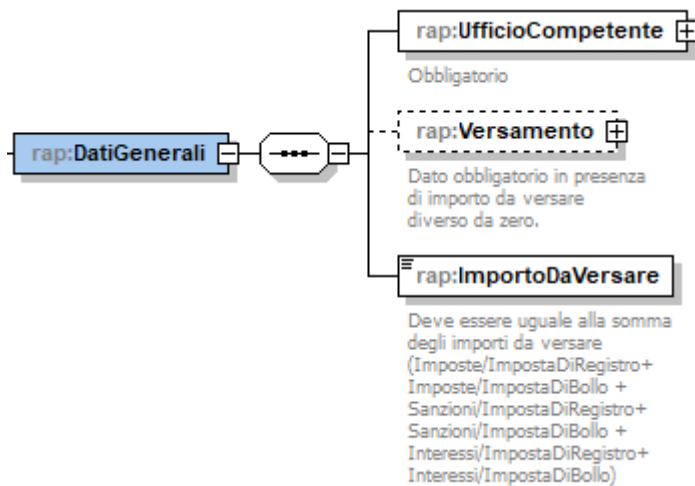 rap:UfficioCompetente
Obbligatorio
rap:DatiGenerali
rap:Versamento
Dato obbligatorio in presenza
di importo da versare
diverso da zero.
rap:ImportoDaVersare
Deve essere uguale alla somma
degli importi da versare
(Imposte/ImpostaDiRegistro+
Imposte/ImpostaDiBollo +
Sanzioni/ImpostaDiRegistro+
Sanzioni/ImpostaDiBollo +
Interessi/ImpostaDiRegistro+
Interessi/ImpostaDiBollo)